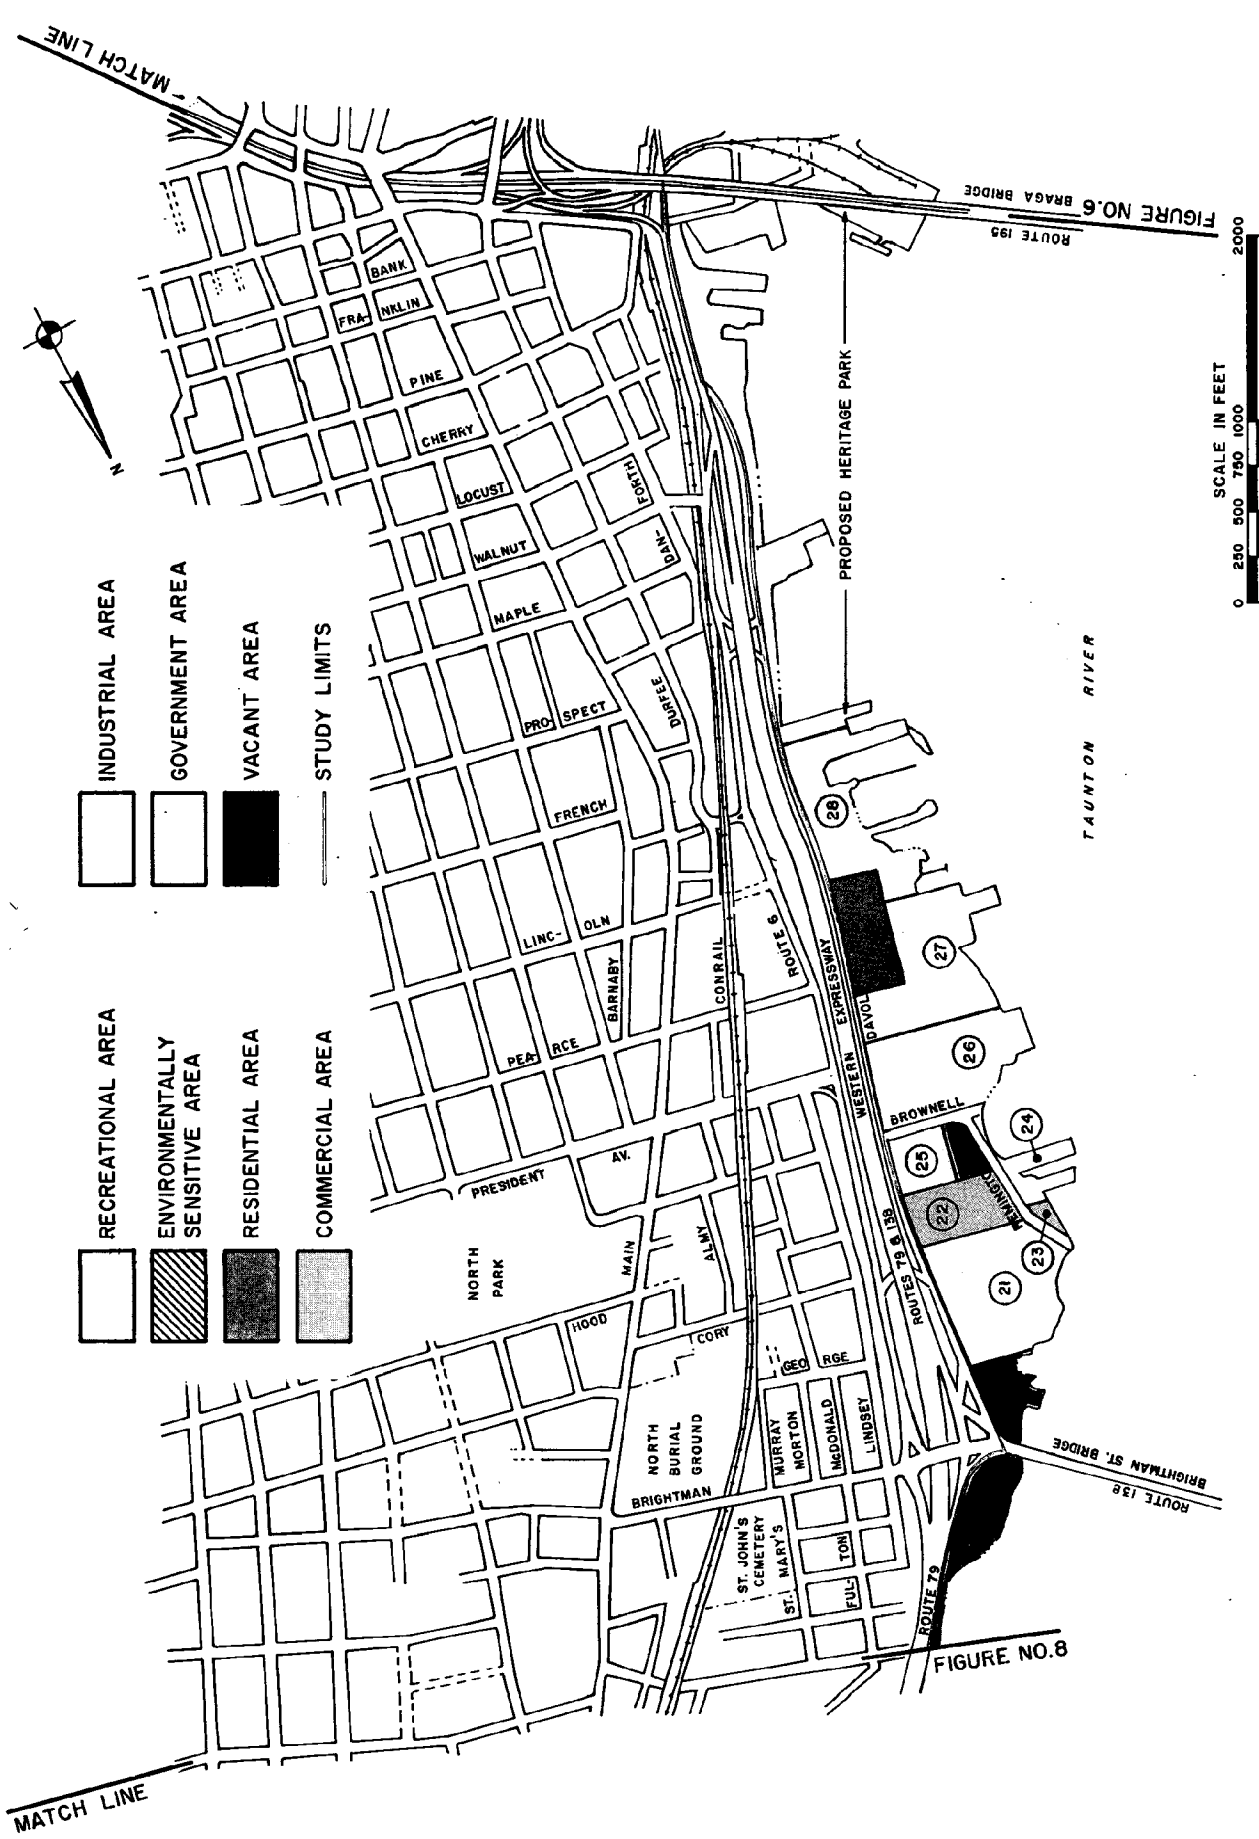 MATCH LINE
MATCH LINE
RECREATIONAL AREA
ENVIRONMENTALLY
SENSITIVE AREA
RESIDENTIAL AREA
COMMERCIAL AREA
INDUSTRIAL AREA
GOVERNMENT AREA
VACANT AREA
STUDY LIMITS
N
BANK
FRA-
NKLIN
PINE
CHERRY
LOCUST
WALNUT
MAPLE
FORTH
DAN-
PRO-
SPECT
DURFEE
FRENCH
LINC-
OLN
BARNABY
PEA-
RCE
CONRAIL
ROUTE 6
PRESIDENT
AV.
NORTH
PARK
MAIN
ALMY
HOOD
CORY
GEO
RGE
NORTH
BURIAL
GROUND
MURRAY
MORTON
McDONALD
LINDSEY
BRIGHTMAN
ST. JOHN'S
CEMETERY
ST.
MARY'S
FUL-
TON
ROUTE 79
FIGURE NO.8
BRIGHTMAN ST. BRIDGE
ROUTE 138
ROUTES 79 & 138
WESTERN
EXPRESSWAY
DAVOL
BROWNELL
REMINGTON
21
22
23
24
25
26
27
28
PROPOSED HERITAGE PARK
TAUNTON RIVER
FIGURE NO.6
BRAGA BRIDGE
ROUTE 195
SCALE IN FEET
0 250 500 750 1000 2000